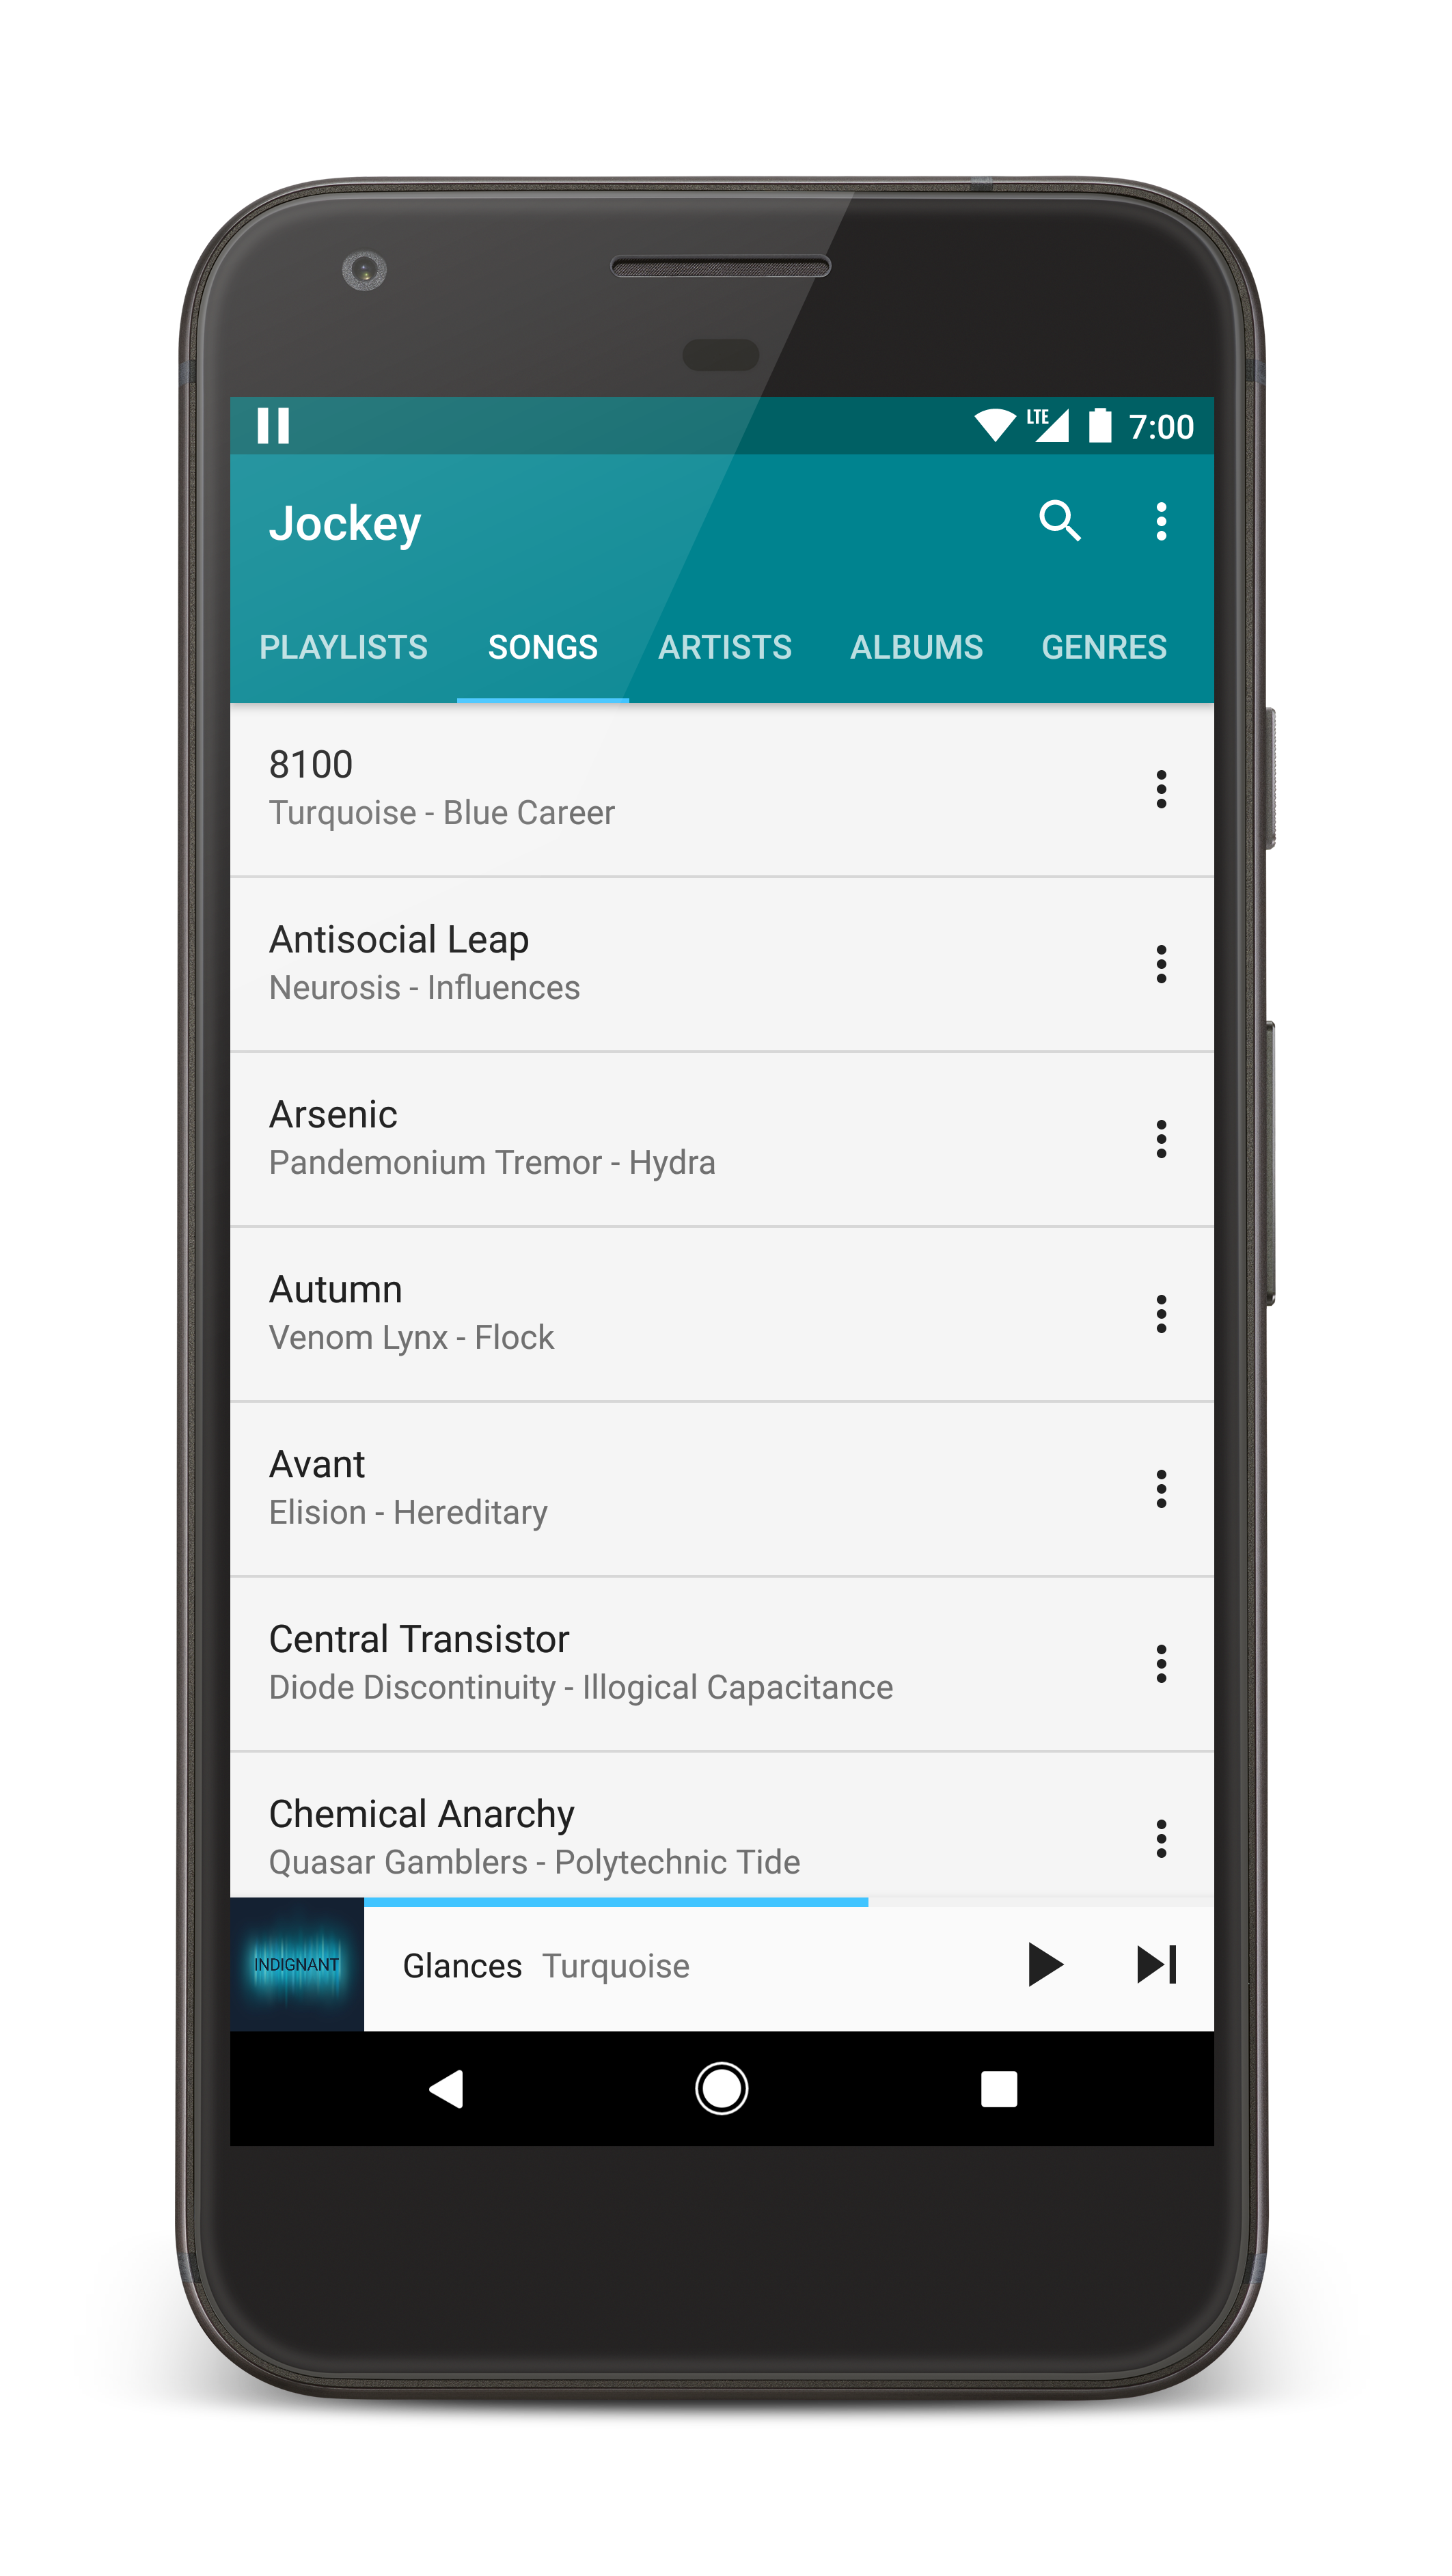 LTE 7:00
Jockey
PLAYLISTS SONGS ARTISTS ALBUMS GENRES
8100
Turquoise - Blue Career
Antisocial Leap
Neurosis - Influences
Arsenic
Pandemonium Tremor - Hydra
Autumn
Venom Lynx - Flock
Avant
Elision - Hereditary
Central Transistor
Diode Discontinuity - Illogical Capacitance
Chemical Anarchy
Quasar Gamblers - Polytechnic Tide
INDIGNANT
Glances Turquoise